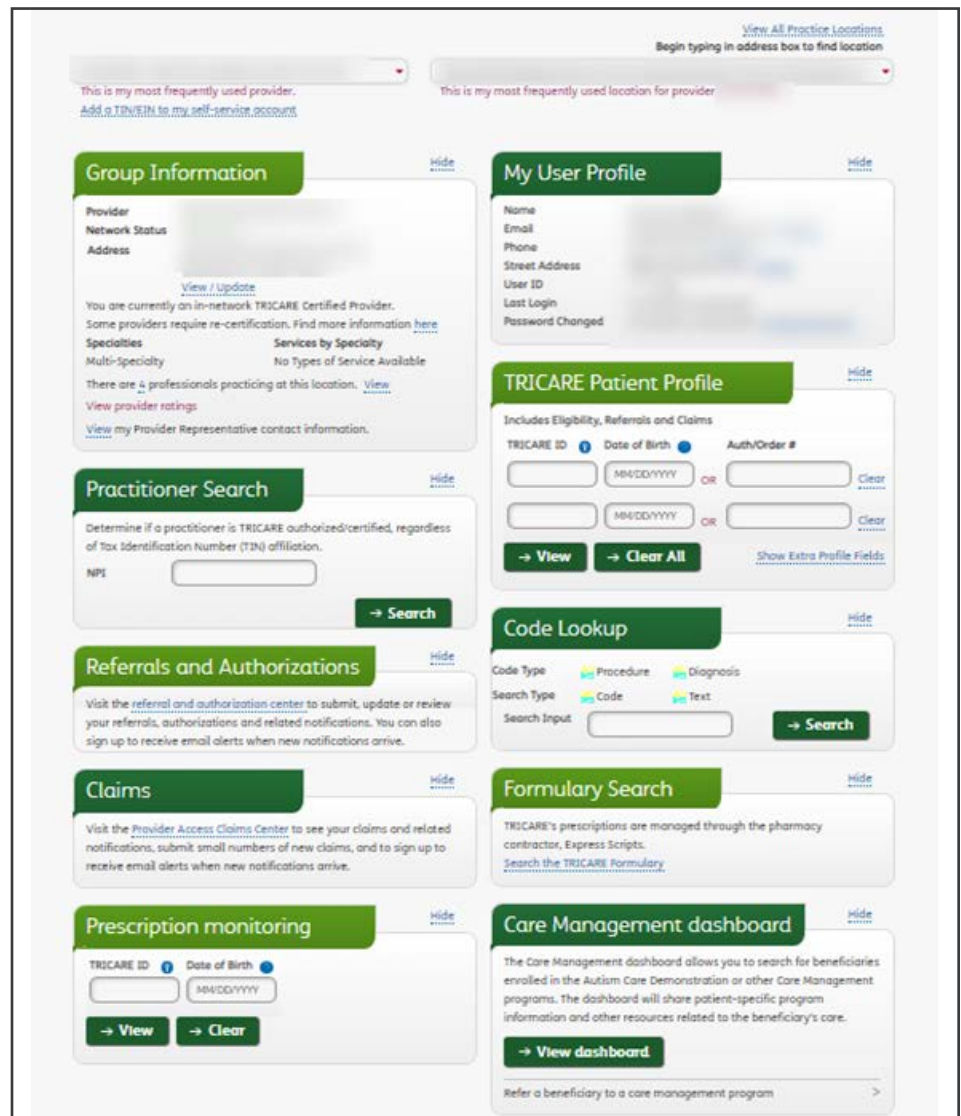 View All Practice Locations
Begin typing in address box to find location
This is my most frequently used provider.
This is my most frequently used location for provider
Add a TIN/EIN to my self-service account
Group Information
Hide
Provider
Network Status
Address
View / Update
You are currently an in-network TRICARE Certified Provider.
Some providers require re-certification. Find more information here
Specialties Services by Specialty
Multi-Specialty No Types of Service Available
There are 4 professionals practicing at this location. View
View provider ratings
View my Provider Representative contact information.
My User Profile
Hide
Name
Email
Phone
Street Address
User ID
Last Login
Password Changed
TRICARE Patient Profile
Hide
Includes Eligibility, Referrals and Claims
TRICARE ID Date of Birth Auth/Order #
MM/DD/YYYY OR Clear
MM/DD/YYYY OR Clear
→ View → Clear All Show Extra Profile Fields
Practitioner Search
Hide
Determine if a practitioner is TRICARE authorized/certified, regardless
of Tax Identification Number (TIN) affiliation.
NPI
→ Search
Code Lookup
Hide
Code Type Procedure Diagnosis
Search Type Code Text
Search Input → Search
Referrals and Authorizations
Hide
Visit the referral and authorization center to submit, update or review
your referrals, authorizations and related notifications. You can also
sign up to receive email alerts when new notifications arrive.
Claims
Hide
Visit the Provider Access Claims Center to see your claims and related
notifications, submit small numbers of new claims, and to sign up to
receive email alerts when new notifications arrive.
Formulary Search
Hide
TRICARE's prescriptions are managed through the pharmacy
contractor, Express Scripts.
Search the TRICARE Formulary
Prescription monitoring
Hide
TRICARE ID Date of Birth
MM/DD/YYYY
→ View → Clear
Care Management dashboard
Hide
The Care Management dashboard allows you to search for beneficiaries
enrolled in the Autism Care Demonstration or other Care Management
programs. The dashboard will share patient-specific program
information and other resources related to the beneficiary's care.
→ View dashboard
Refer a beneficiary to a care management program >